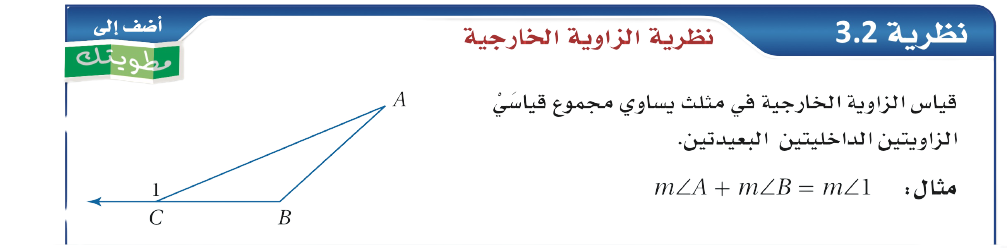 نظرية 3.2
نظرية الزاوية الخارجية
أضف إلى
مطويتك
قياس الزاوية الخارجية في مثلث يساوي مجموع قياسَيْ
الزاويتين الداخليتين البعيدتين.
مثال: m∠A + m∠B = m∠1
A
1
C
B